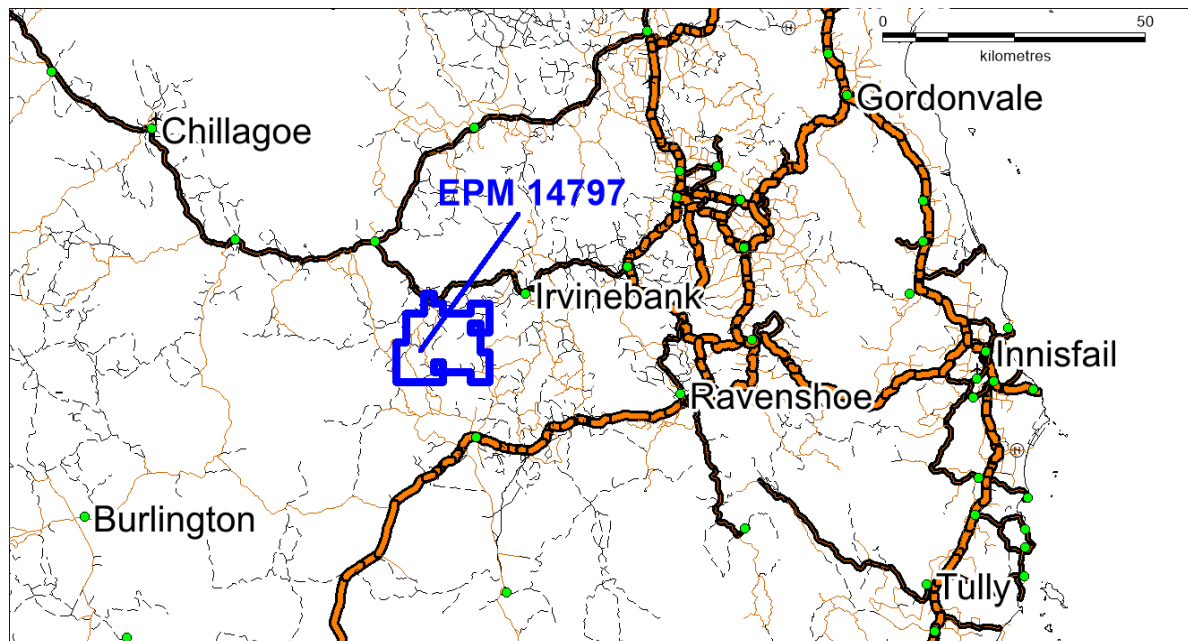 0 50
kilometres
Gordonvale
Chillagoe
EPM 14797
Irvinebank
Innisfail
Ravenshoe
Burlington
Tully
H
H